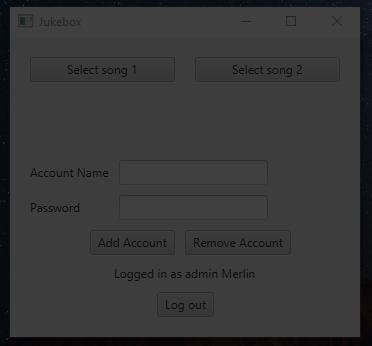 Jukebox
Select song 1 Select song 2
Account Name
Password
Add Account Remove Account
Logged in as admin Merlin
Log out